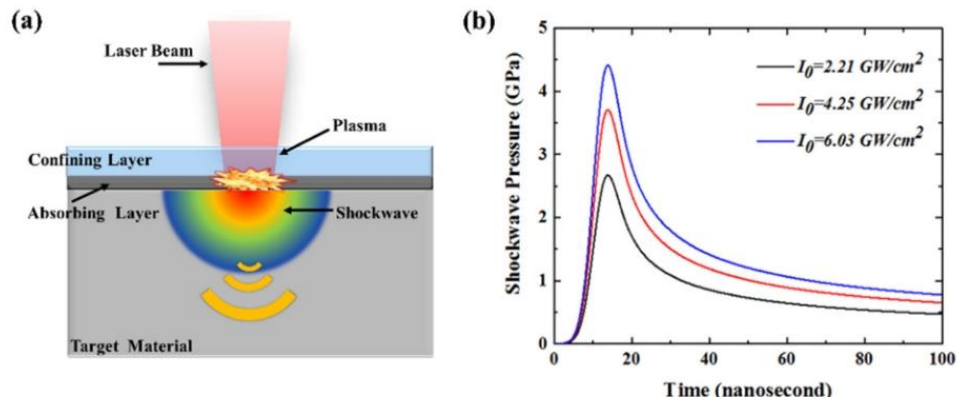 (a)
Laser Beam
Plasma
Confining Layer
Absorbing Layer
Shockwave
Target Material
(b)
Shockwave Pressure (GPa)
5
4
3
2
1
0
I₀=2.21 GW/cm²
I₀=4.25 GW/cm²
I₀=6.03 GW/cm²
0 20 40 60 80 100
Time (nanosecond)